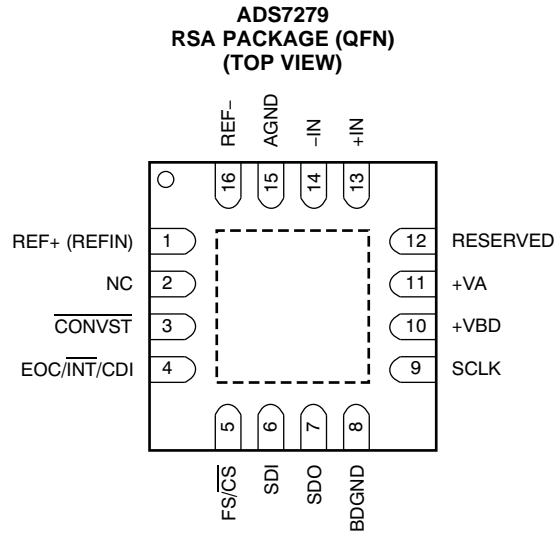 ADS7279
RSA PACKAGE (QFN)
(TOP VIEW)
REF−
AGND
−IN
+IN
16
15
14
13
REF+ (REFIN)
1
12
RESERVED
NC
2
11
+VA
CONVST
3
10
+VBD
EOC/INT/CDI
4
9
SCLK
5
6
7
8
FS/CS
SDI
SDO
BDGND